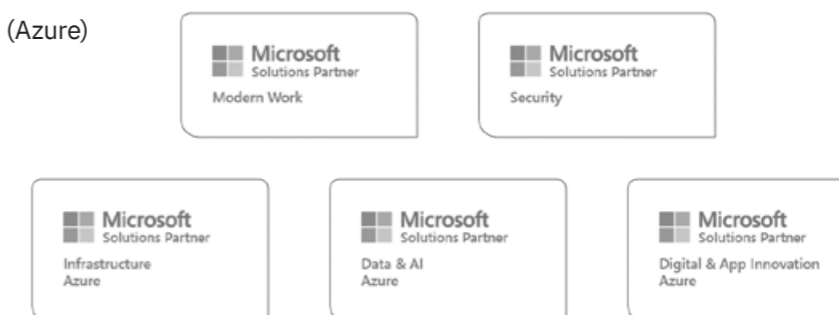 (Azure)
Microsoft
Solutions Partner
Modern Work
Microsoft
Solutions Partner
Security
Microsoft
Solutions Partner
Infrastructure
Azure
Microsoft
Solutions Partner
Data & AI
Azure
Microsoft
Solutions Partner
Digital & App Innovation
Azure